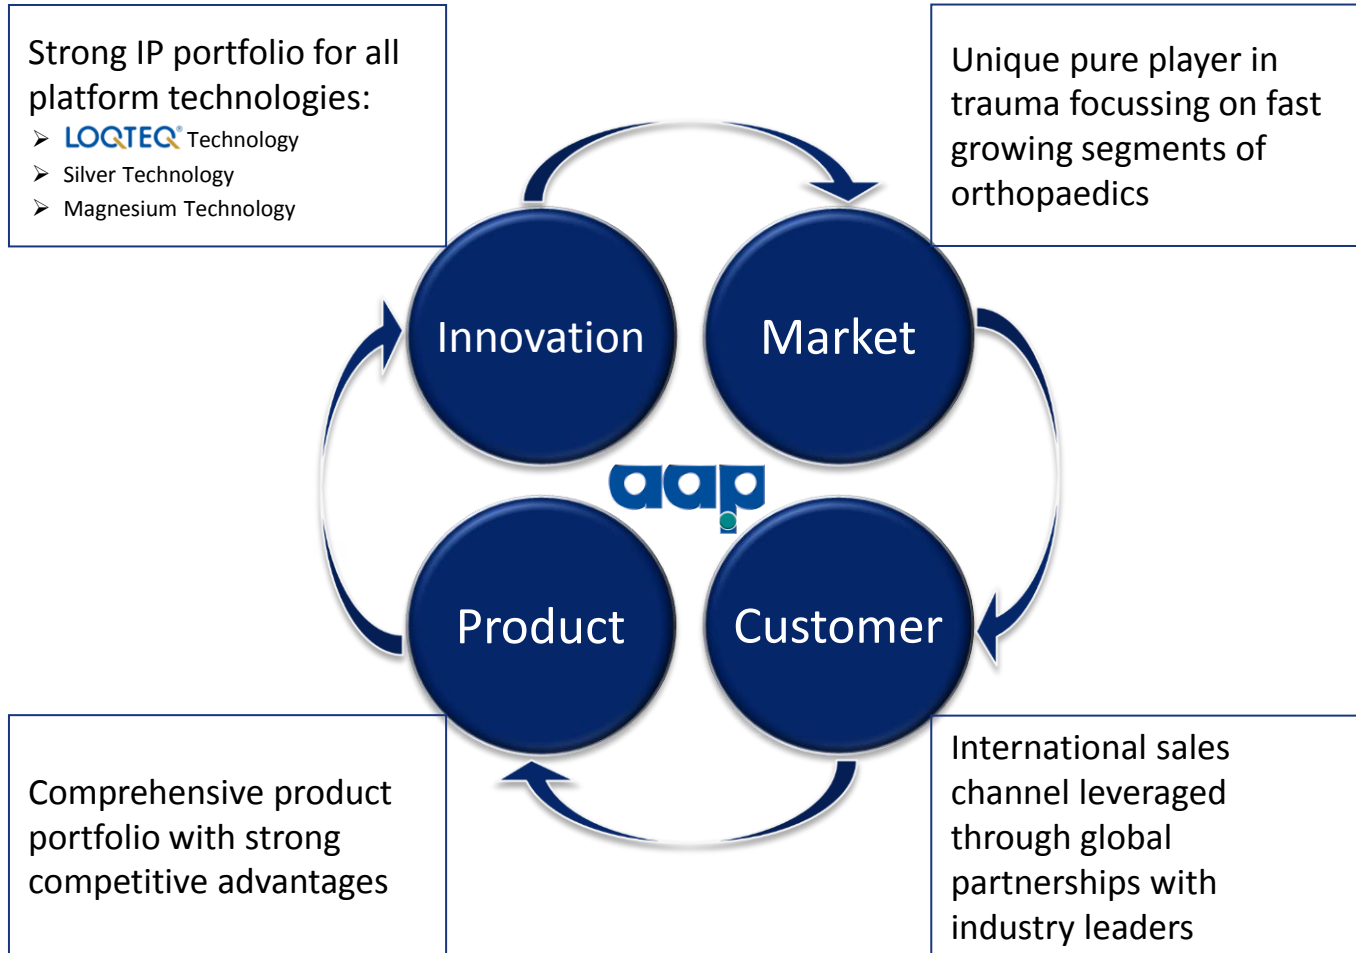 Strong IP portfolio for all
platform technologies:
➢ LOQTEQ® Technology
➢ Silver Technology
➢ Magnesium Technology
Unique pure player in
trauma focussing on fast
growing segments of
orthopaedics
Innovation
Market
aap
Product
Customer
Comprehensive product
portfolio with strong
competitive advantages
International sales
channel leveraged
through global
partnerships with
industry leaders